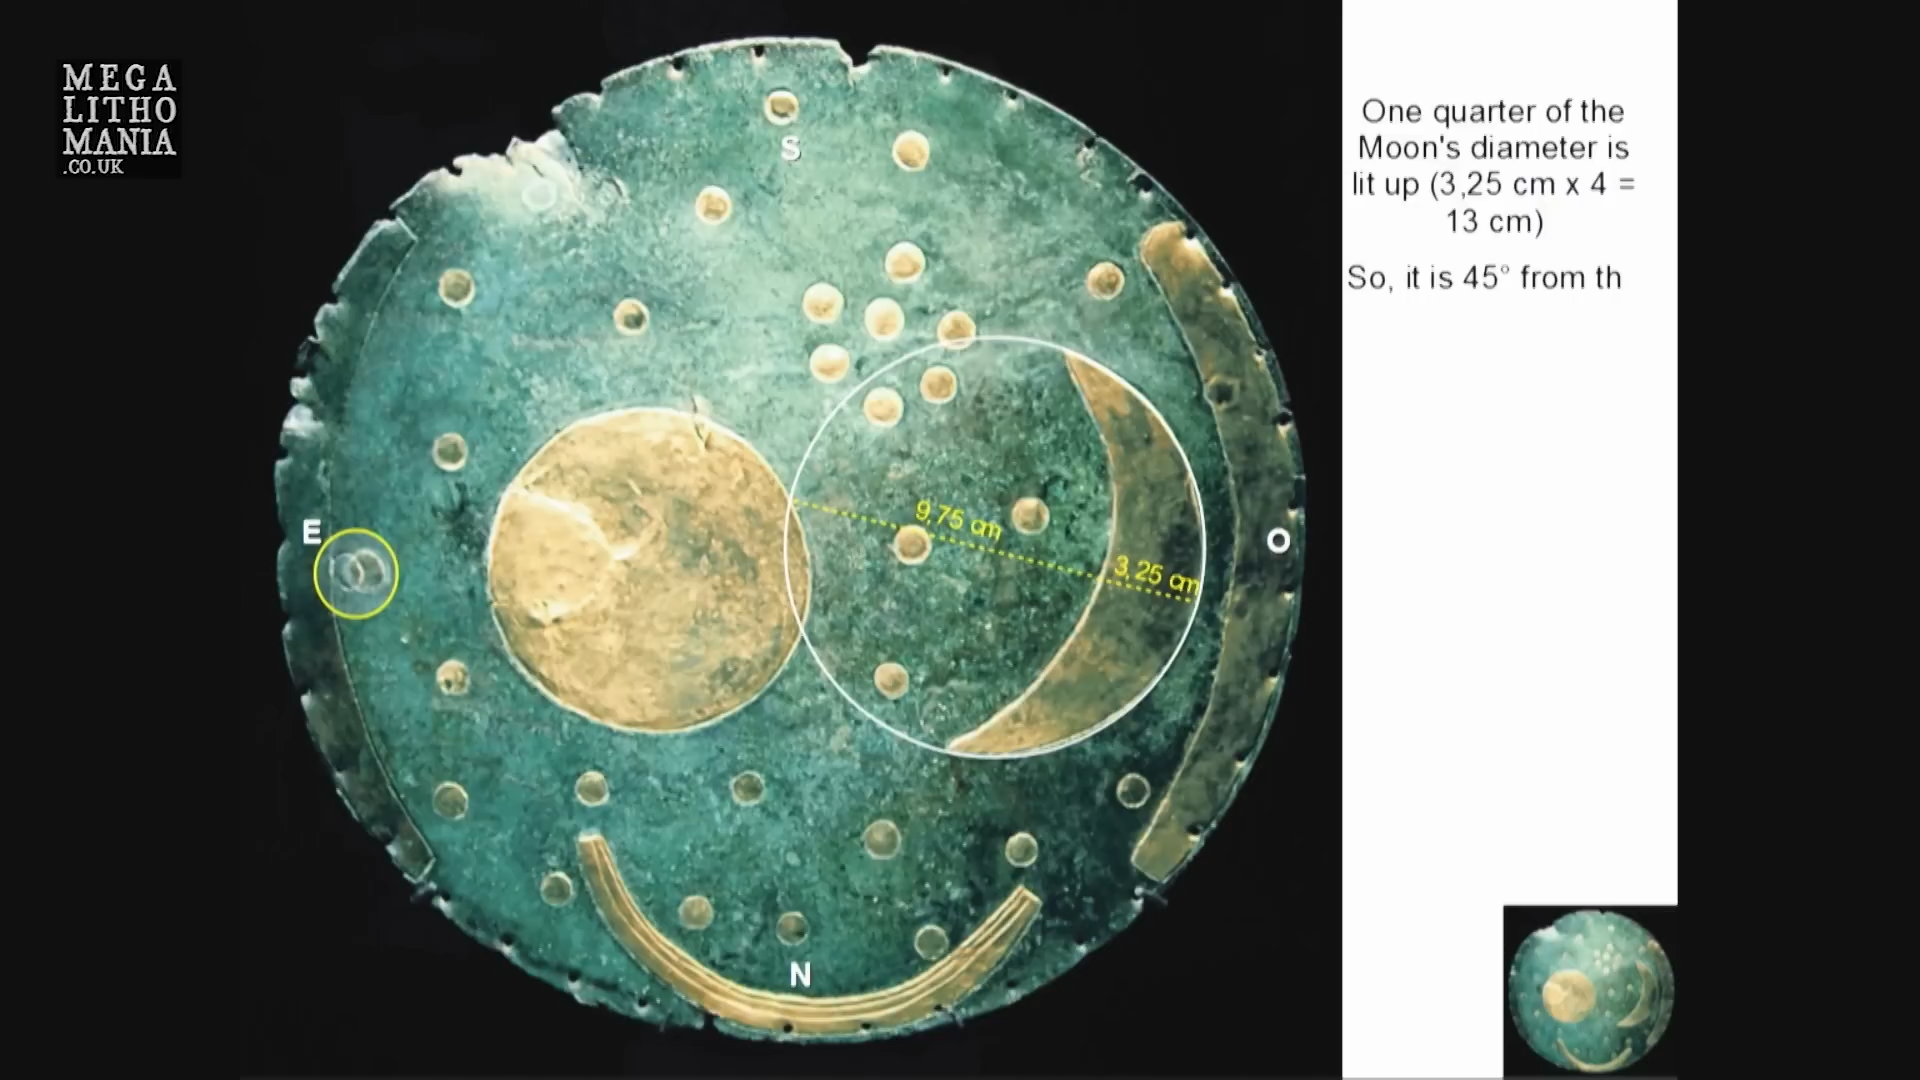 MEGA
LITHO
MANIA
.CO.UK
S
E
O
N
9,75 cm
3,25 cm
One quarter of the
Moon's diameter is
lit up (3,25 cm x 4 =
13 cm)
So, it is 45° from th